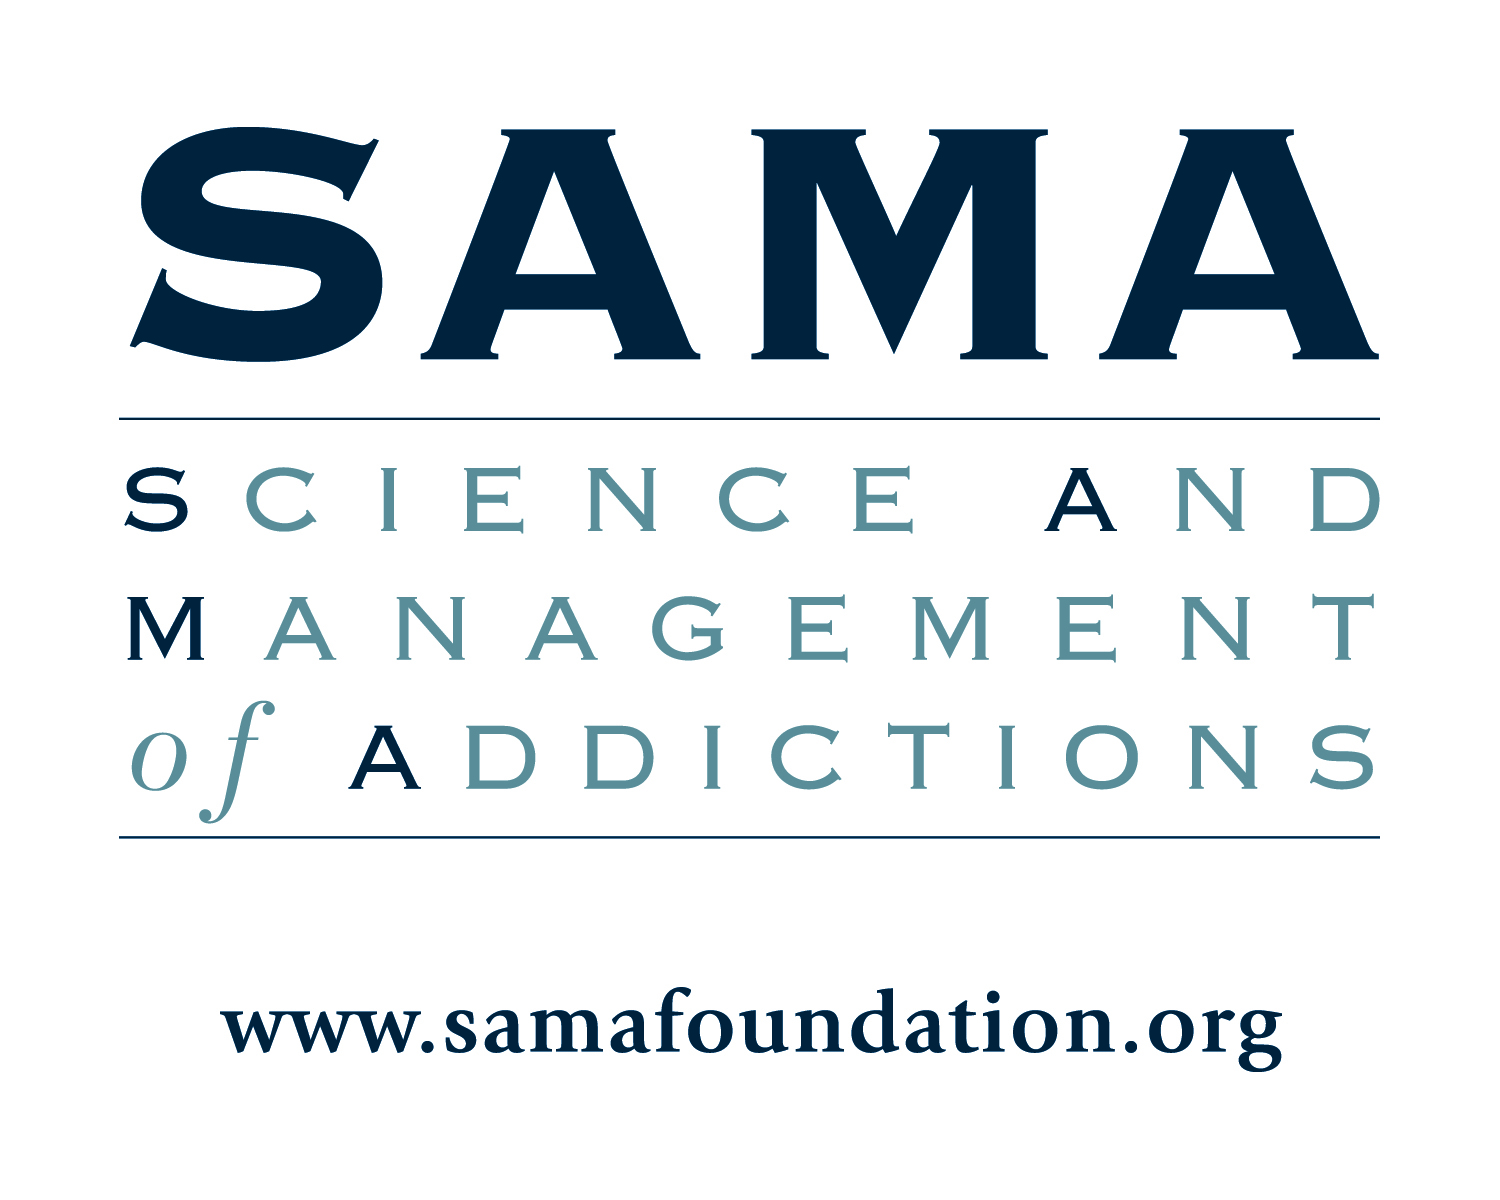 SAMA
SCIENCE AND
MANAGEMENT
of ADDICTIONS
www.samafoundation.org